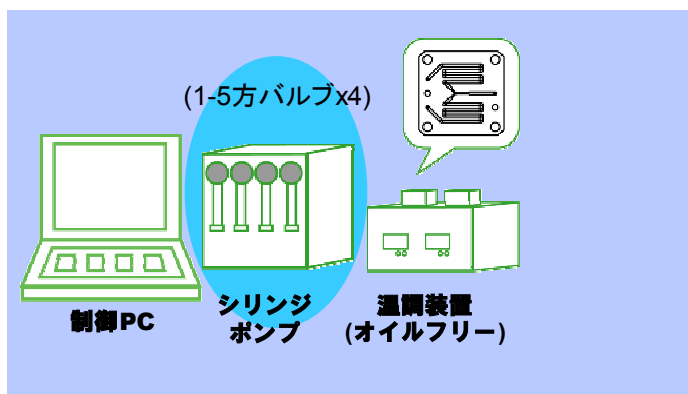 (1-5方バルブx4)
制御PC
シリンジ
ポンプ
温調装置
(オイルフリー)